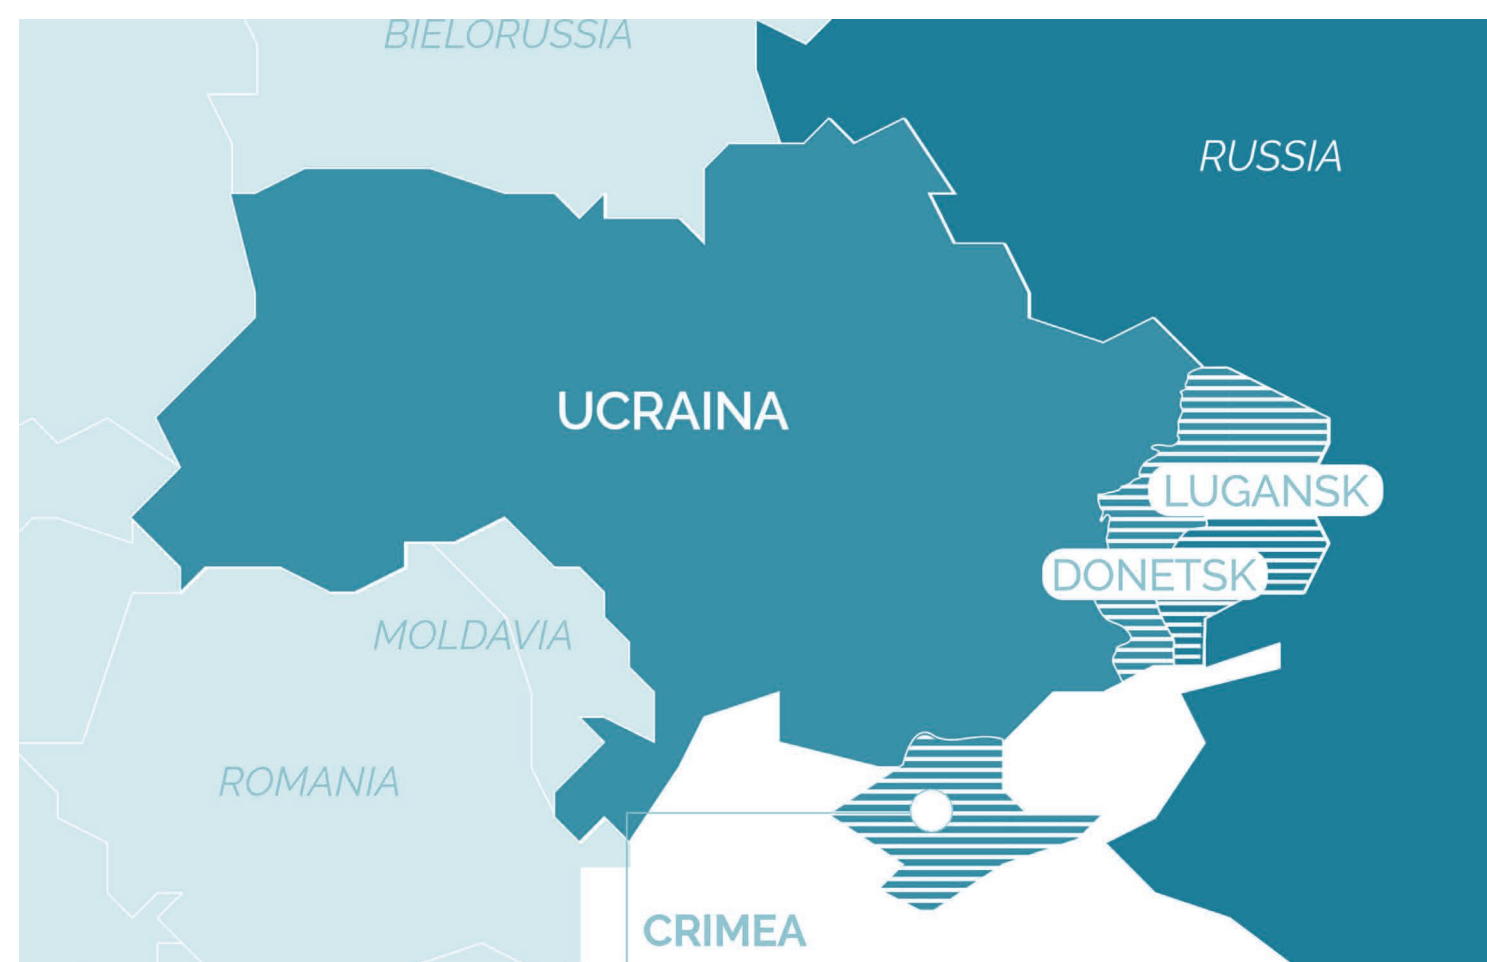 BIELORUSSIA
RUSSIA
UCRAINA
LUGANSK
DONETSK
MOLDAVIA
ROMANIA
CRIMEA